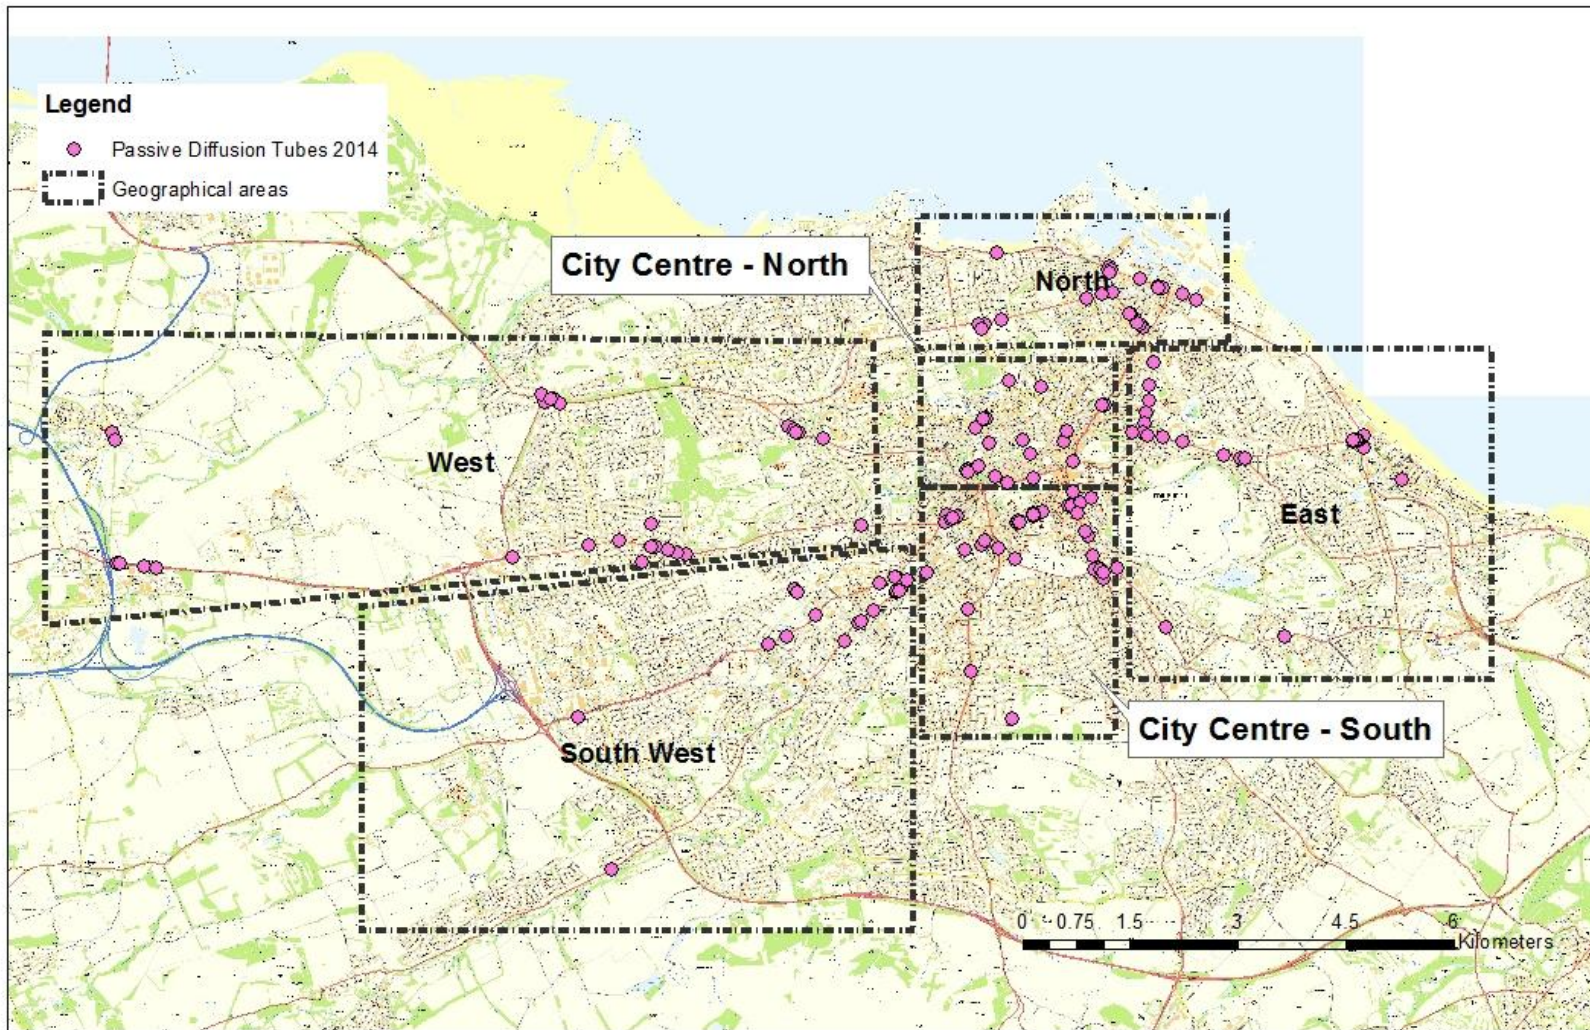 Legend
Passive Diffusion Tubes 2014
Geographical areas
City Centre - North
North
West
East
City Centre - South
South West
0 0.75 1.5 3 4.5 6
Kilometers